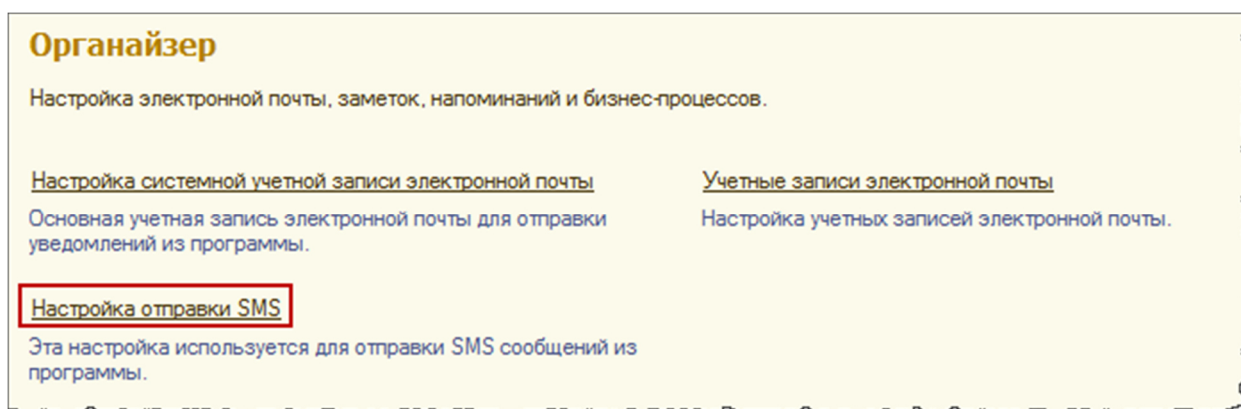 Органайзер
Настройка электронной почты, заметок, напоминаний и бизнес-процессов.
Настройка системной учетной записи электронной почты
Основная учетная запись электронной почты для отправки
уведомлений из программы.
Учетные записи электронной почты
Настройка учетных записей электронной почты.
Настройка отправки SMS
Эта настройка используется для отправки SMS сообщений из
программы.